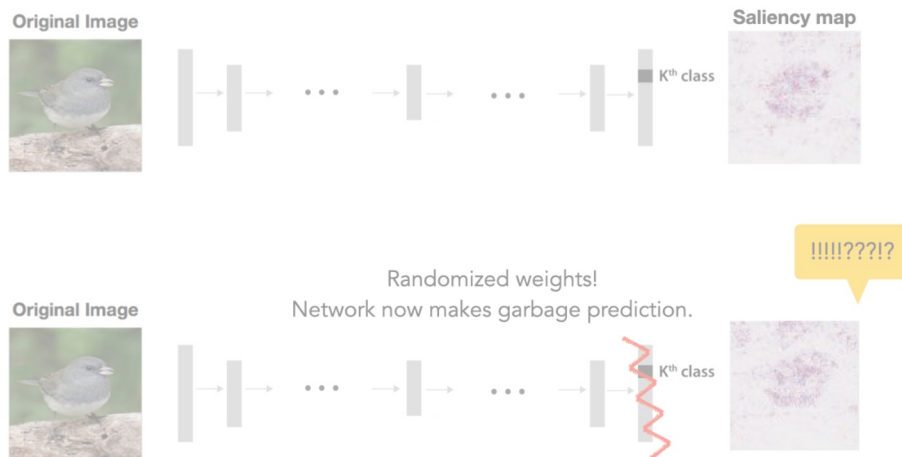 Original Image
Saliency map
Kᵗʰ class
!!!!!???!?
Randomized weights!
Network now makes garbage prediction.
Original Image
Kᵗʰ class